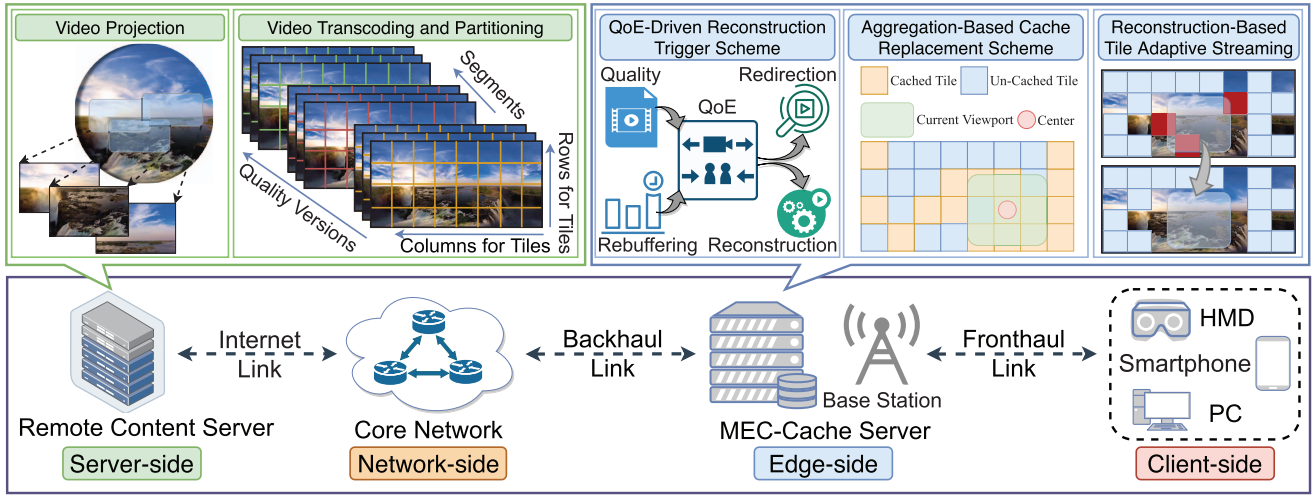 Video Projection
Video Transcoding and Partitioning
Segments
Quality Versions
Columns for Tiles
Rows for Tiles
QoE-Driven Reconstruction
Trigger Scheme
Quality
Redirection
QoE
Rebuffering
Reconstruction
Aggregation-Based Cache
Replacement Scheme
Cached Tile
Un-Cached Tile
Current Viewport
Center
Reconstruction-Based
Tile Adaptive Streaming
Internet
Link
Backhaul
Link
Fronthaul
Link
HMD
Smartphone
PC
Base Station
Remote Content Server
Core Network
MEC-Cache Server
Server-side
Network-side
Edge-side
Client-side